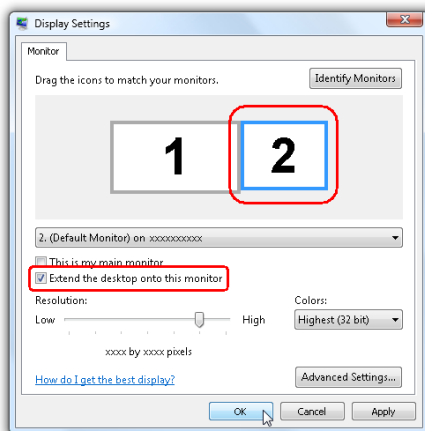 Display Settings
Monitor
Drag the icons to match your monitors.
Identify Monitors
1
2
2. (Default Monitor) on xxxxxxxxxx
This is my main monitor
Extend the desktop onto this monitor
Resolution:
Colors:
Low
High
Highest (32 bit)
xxxx by xxxx pixels
How do I get the best display?
Advanced Settings...
OK
Cancel
Apply